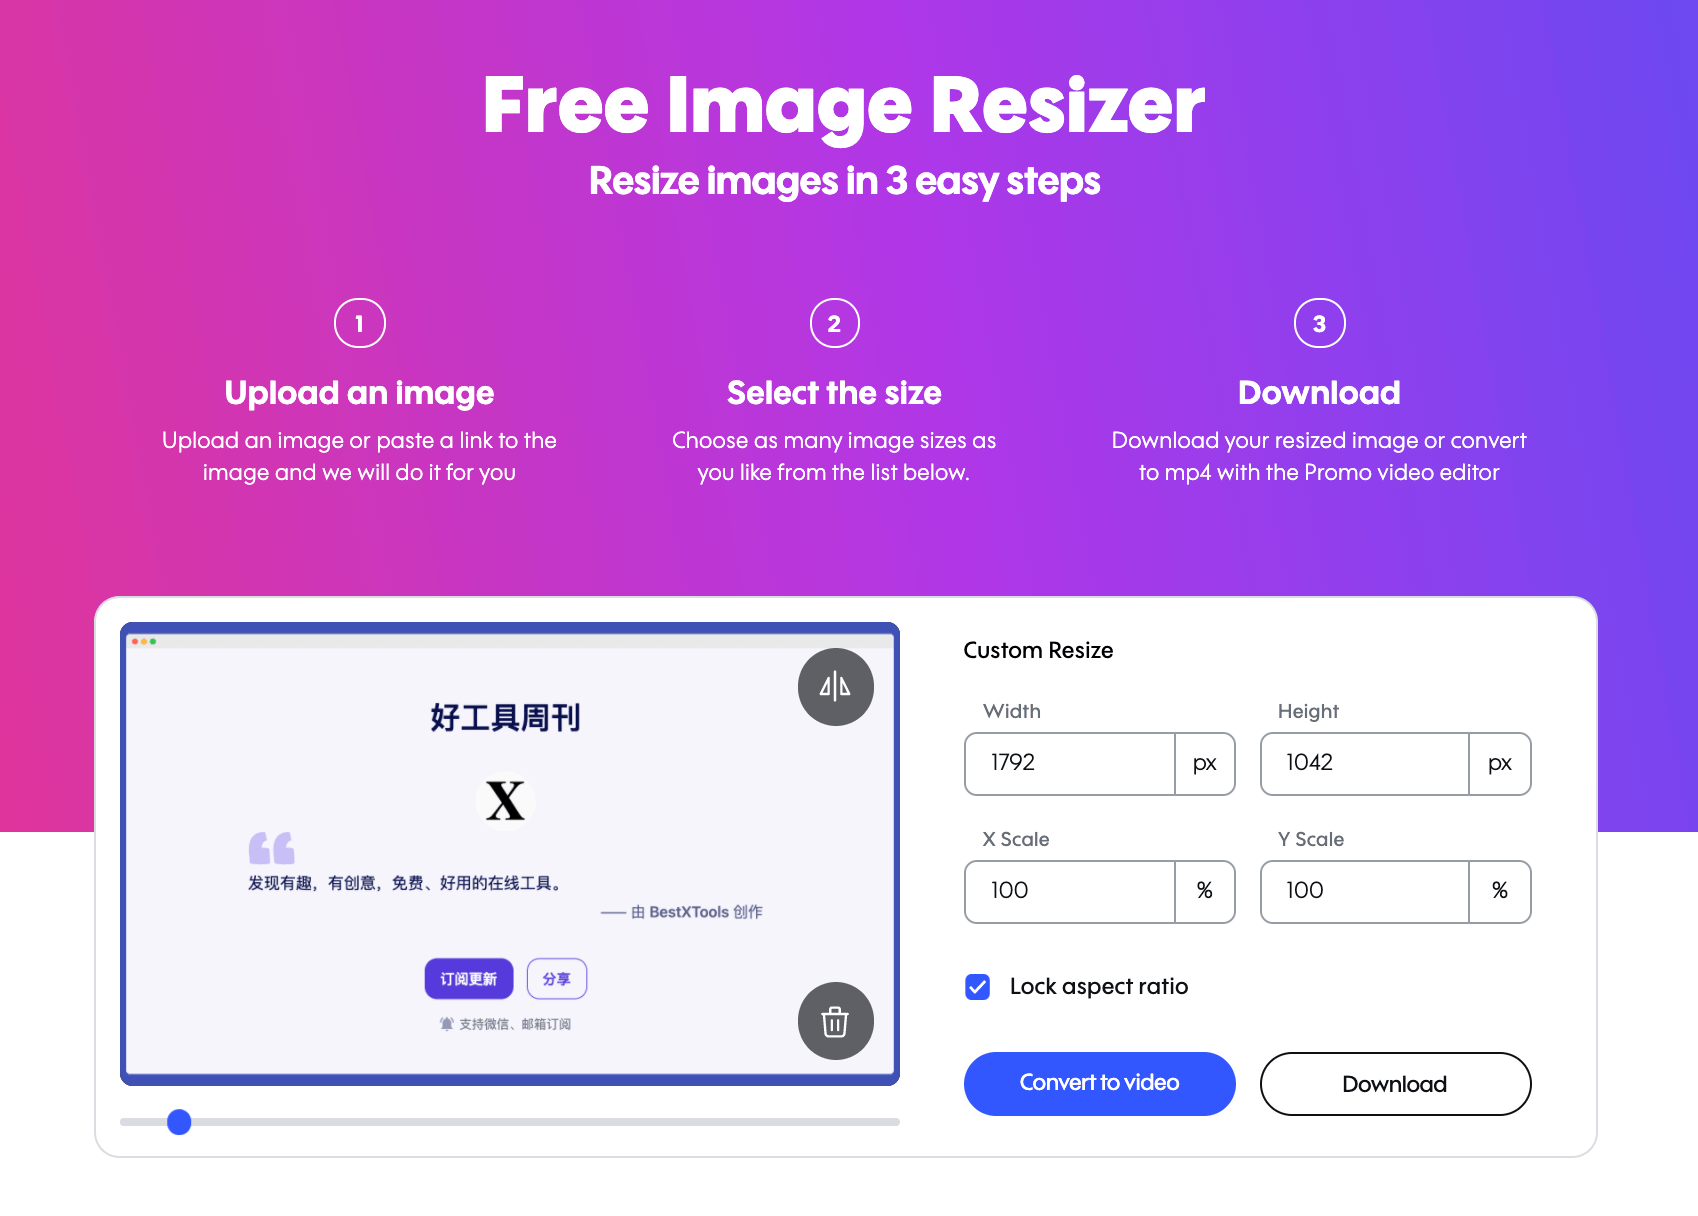 Free Image Resizer
Resize images in 3 easy steps
1
Upload an image
Upload an image or paste a link to the
image and we will do it for you
2
Select the size
Choose as many image sizes as
you like from the list below.
3
Download
Download your resized image or convert
to mp4 with the Promo video editor
好工具周刊
X
发现有趣，有创意，免费、好用的在线工具。
—— 由 BestXTools 创作
订阅更新
分享
支持微信、邮箱订阅
Custom Resize
Width
Height
1792 px
1042 px
X Scale
Y Scale
100 %
100 %
Lock aspect ratio
Convert to video
Download